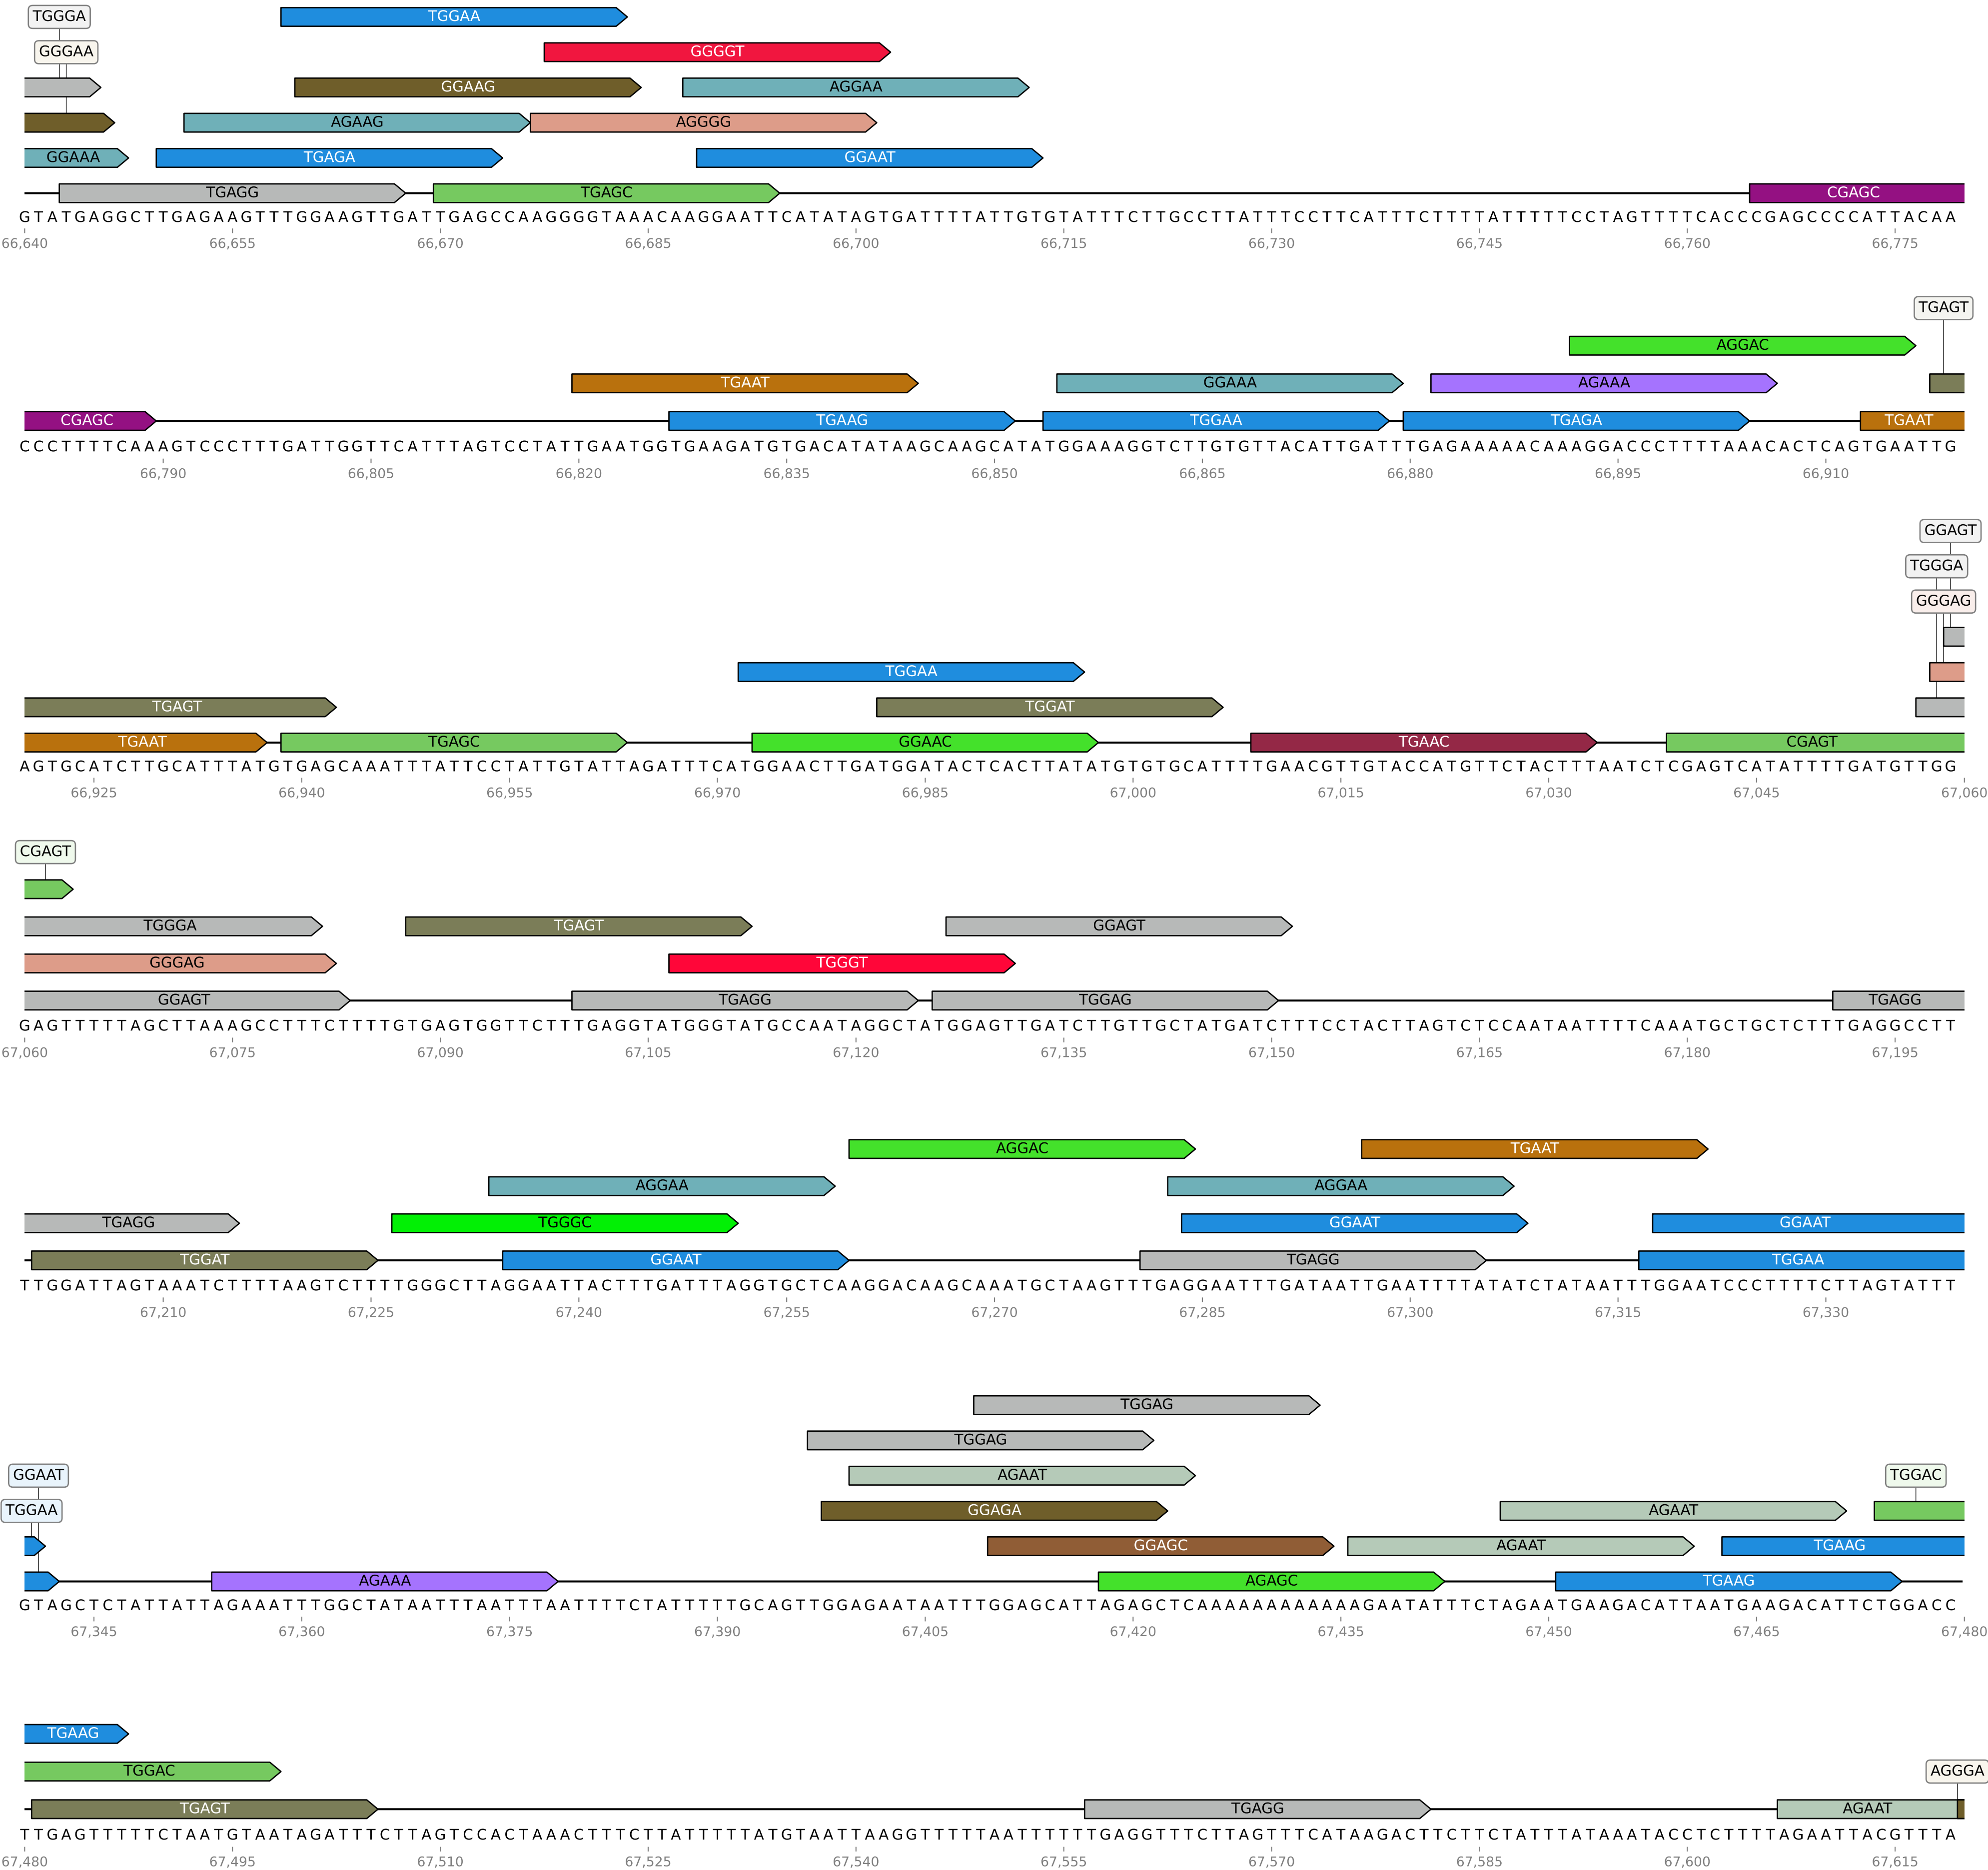 TGGGA TGGAA
GGGAA GGGGT
GGAAG AGGAA
AGAAG AGGGG
GGAAA TGAGA GGAAT
TGAGG TGAGC CGAGC
GTATGAGGCTTGAGAAGTTTGGAAGTTGATTGAGCCAAGGGGTAAACAAGGAATTCATATAGTGATTTTATTGTGTATTTCTTGCCTTATTTCCTTCATTTCTTTTATTTTTCCTAGTTTTCACCCGAGCCCCATTACAA
66,640 66,655 66,670 66,685 66,700 66,715 66,730 66,745 66,760 66,775
TGAGT
AGGAC
TGAAT GGAAA AGAAA
CGAGC TGAAG TGGAA TGAGA TGAAT
CCCTTTTCAAAGTCCCTTTGATTGGTTCATTTAGTCCTATTGAATGGTGAAGATGTGACATATAAGCAAGCATATGGAAAGGTCTTGTGTTACATTGATTTGAGAAAAACAAAGGACCCTTTTAAACACTCAGTGAATTG
66,790 66,805 66,820 66,835 66,850 66,865 66,880 66,895 66,910
GGAGT
TGGGA
GGGAG
TGGAA
TGAGT TGGAT
TGAAT TGAGC GGAAC TGAAC CGAGT
AGTGCATCTTGCATTTATGTGAGCAAATTTATTCCTATTGTATTAGATTTCATGGAACTTGATGGATACTCACTTATATGTGTGCATTTTGAACGTTGTACCATGTTCTACTTTAATCTCGAGTCATATTTTGATGTTGG
66,925 66,940 66,955 66,970 66,985 67,000 67,015 67,030 67,045 67,060
CGAGT
TGGGA TGAGT GGAGT
GGGAG TGGGT
GGAGT TGAGG TGGAG TGAGG
GAGTTTTTAGCTTAAAGCCTTTCTTTTGTGAGTGGTTCTTTGAGGTATGGGTATGCCAATAGGCTATGGAGTTGATCTTGTTGCTATGATCTTTCCTACTTAGTCTCCAATAATTTTCAAATGCTGCTCTTTGAGGCCTT
67,060 67,075 67,090 67,105 67,120 67,135 67,150 67,165 67,180 67,195
AGGAC TGAAT
AGGAA AGGAA
TGAGG TGGGC GGAAT GGAAT
TGGAT GGAAT TGAGG TGGAA
TTGGATTAGTAAATCTTTTAAGTCTTTTGGGCTTAGGAATTACTTTGATTTAGGTGCTCAAGGACAAGCAAATGCTAAGTTTGAGGAATTTGATAATTGAATTTTATATCTATAATTTGGAATCCCTTTTCTTAGTATTT
67,210 67,225 67,240 67,255 67,270 67,285 67,300 67,315 67,330
TGGAG
TGGAG
GGAAT AGAAT TGGAC
TGGAA GGAGA AGAAT
GGAGC AGAAT TGAAG
AGAAA AGAGC TGAAG
GTAGCTCTATTATTAGAAATTTGGCTATAATTTAATTTAATTTTCTATTTTTGCAGTTGGAGAATAATTTGGAGCATTAGAGCTCAAAAAAAAAAAAGAATATTTCTAGAATGAAGACATTAATGAAGACATTCTGGACC
67,345 67,360 67,375 67,390 67,405 67,420 67,435 67,450 67,465 67,480
TGAAG
TGGAC AGGGA
TGAGT TGAGG AGAAT
TTGAGTTTTTCTAATGTAATAGATTTCTTAGTCCACTAAACTTTCTTATTTTTATGTAATTAAGGTTTTTAATTTTTTGAGGTTTCTTAGTTTCATAAGACTTCTTCTATTTATAAATACCTCTTTTAGAATTACGTTTA
67,480 67,495 67,510 67,525 67,540 67,555 67,570 67,585 67,600 67,615